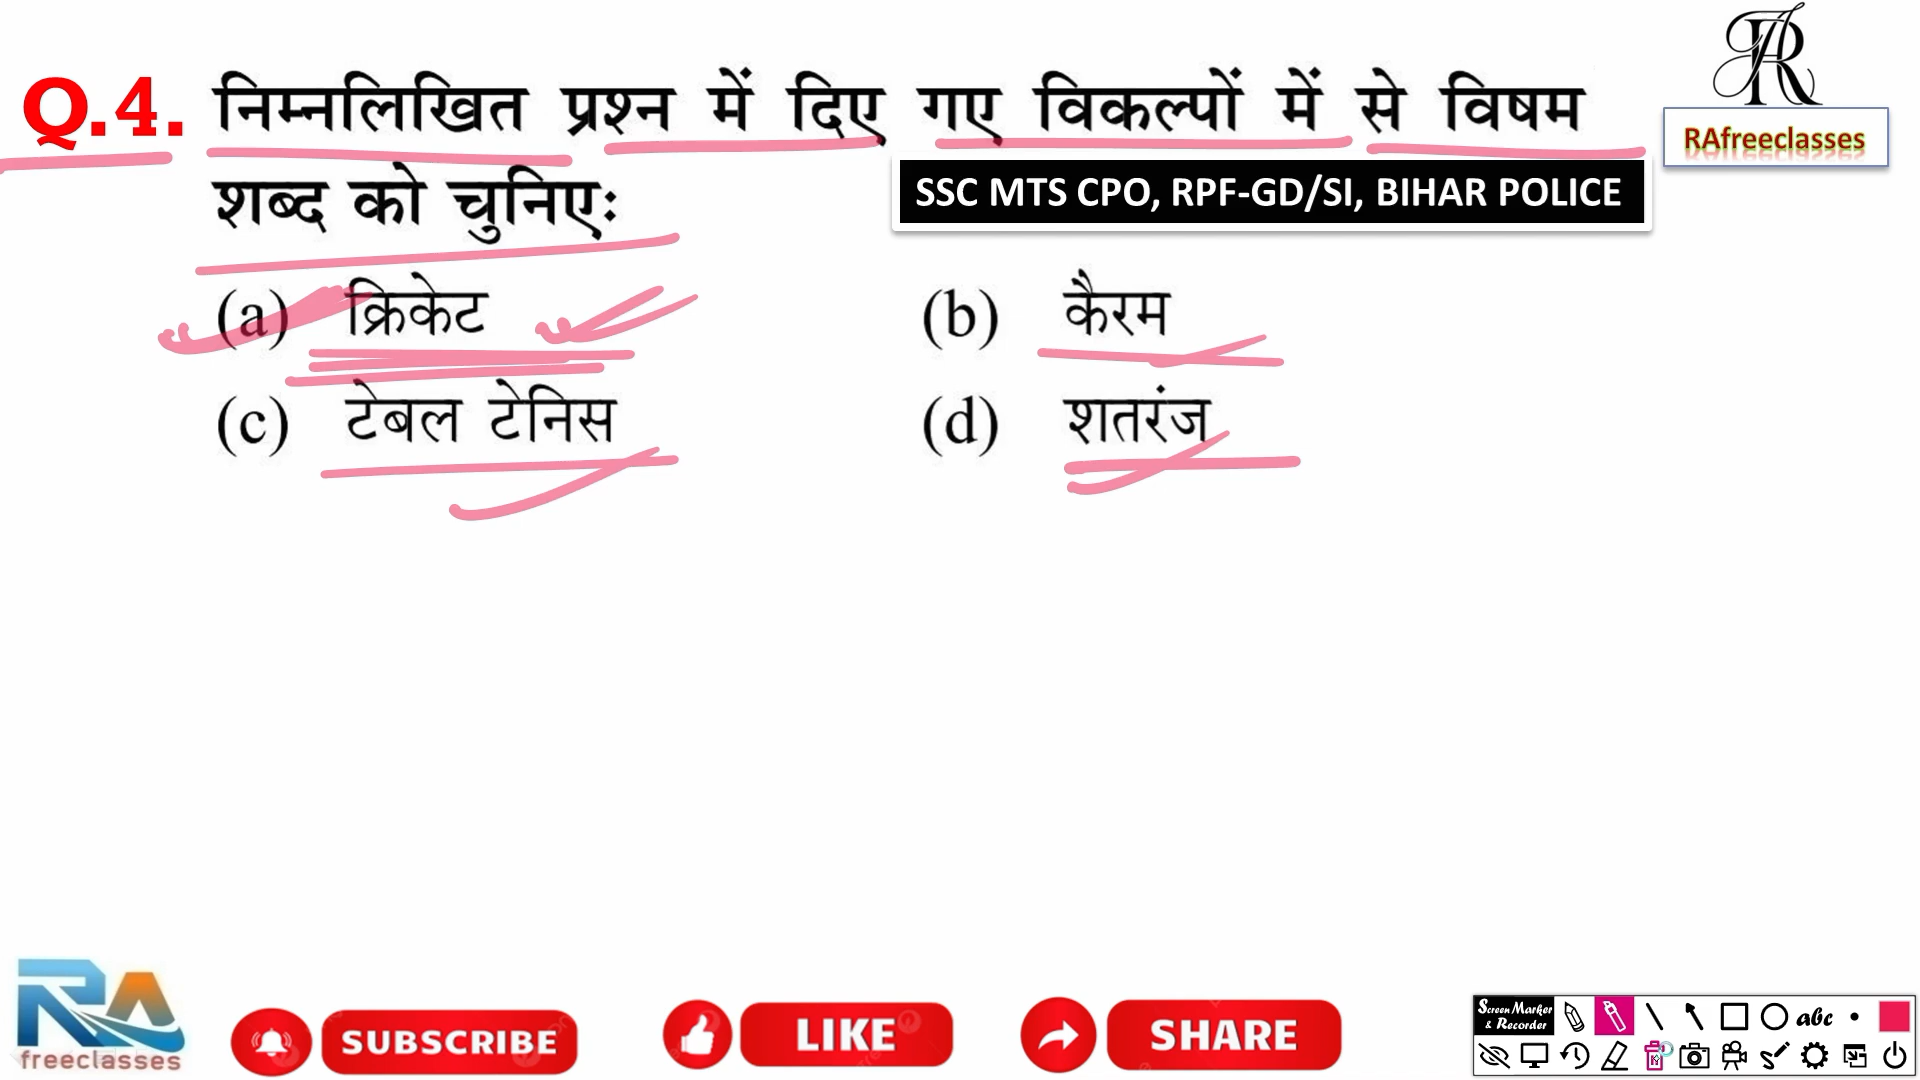 Q.4. निम्नलिखित प्रश्न में दिए गए विकल्पों में से विषम
शब्द को चुनिए:
RAfreeclasses
SSC MTS CPO, RPF-GD/SI, BIHAR POLICE
(a) क्रिकेट (b) कैरम
(c) टेबल टेनिस (d) शतरंज
RA
freeclasses
SUBSCRIBE
LIKE
SHARE
Screen Marker
& Recorder
abc